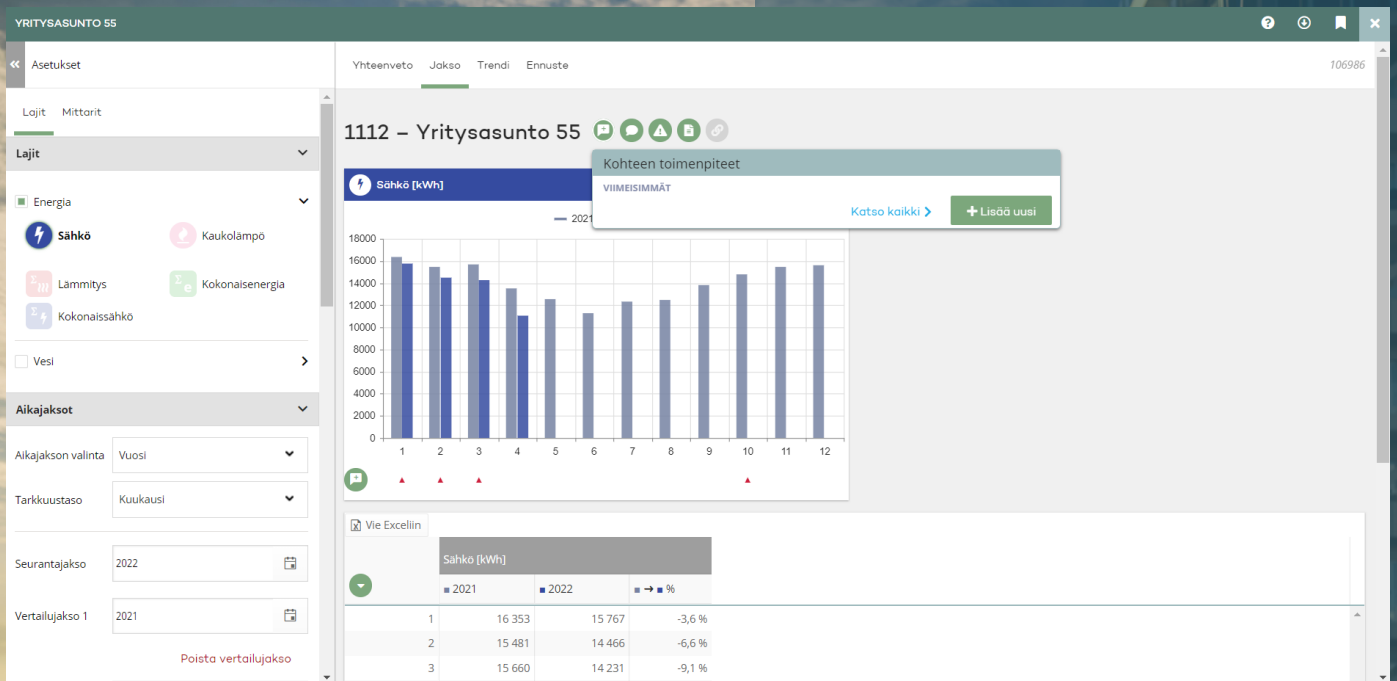 YRITYSASUNTO 55
Asetukset
Yhteenveto Jakso Trendi Ennuste
106986
Lajit Mittarit
Lajit
Energia
Sähkö
Kaukolämpö
Lämmitys
Kokonaisenergia
Kokonaissähkö
Vesi
Aikajaksot
Aikajakson valinta Vuosi
Tarkkuustaso Kuukausi
Seurantajakso 2022
Vertailujakso 1 2021
Poista vertailujakso
1112 – Yritysasunto 55
Kohteen toimenpiteet
VIIMEISIMMÄT
Katso kaikki
Lisää uusi
Sähkö [kWh]
2021
18000
16000
14000
12000
10000
8000
6000
4000
2000
0
1 2 3 4 5 6 7 8 9 10 11 12
Vie Exceliin
Sähkö [kWh]
2021 2022 → %
1 16 353 15 767 -3,6 %
2 15 481 14 466 -6,6 %
3 15 660 14 231 -9,1 %